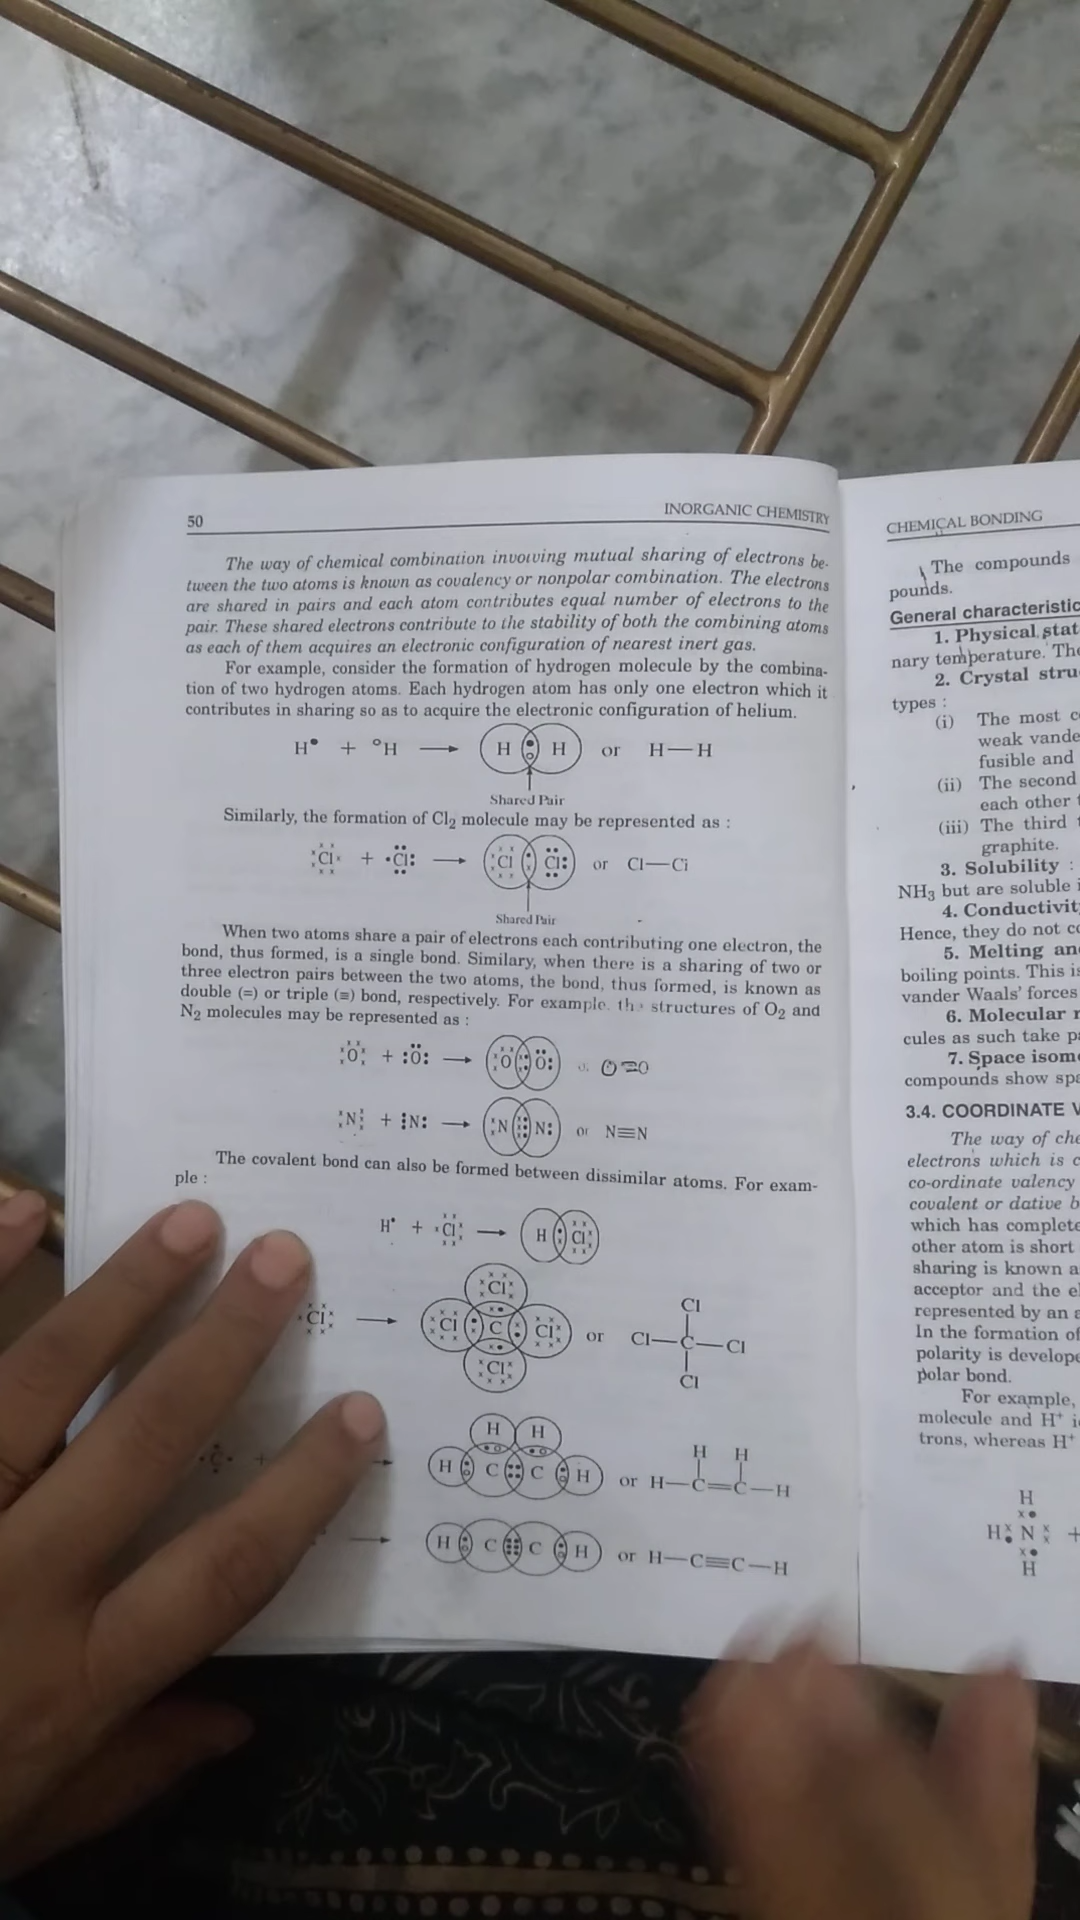 50
INORGANIC CHEMISTRY
The way of chemical combination involving mutual sharing of electrons be-
tween the two atoms is known as covalency or nonpolar combination. The electrons
are shared in pairs and each atom contributes equal number of electrons to the
pair. These shared electrons contribute to the stability of both the combining atoms
as each of them acquires an electronic configuration of nearest inert gas.
For example, consider the formation of hydrogen molecule by the combina-
tion of two hydrogen atoms. Each hydrogen atom has only one electron which it
contributes in sharing so as to acquire the electronic configuration of helium.
H + H ⟶ H H or H—H
Shared Pair
Similarly, the formation of Cl₂ molecule may be represented as :
Cl + Cl ⟶ Cl Cl or Cl—Cl
Shared Pair
When two atoms share a pair of electrons each contributing one electron, the
bond, thus formed, is a single bond. Similary, when there is a sharing of two or
three electron pairs between the two atoms, the bond, thus formed, is known as
double (=) or triple (≡) bond, respectively. For example, the structures of O₂ and
N₂ molecules may be represented as :
O + O ⟶ O O O=O
N + N ⟶ N N or N≡N
The covalent bond can also be formed between dissimilar atoms. For exam-
ple :
H + Cl ⟶ H Cl
Cl
Cl ⟶ Cl C Cl or Cl—C—Cl
Cl
Cl
Cl
H H
H C C H or H—C=C—H
H H
C +
H C C H or H—C≡C—H
CHEMICAL BONDING
The compounds
pounds.
General characteristic
1. Physical stat
nary temperature. The
2. Crystal stru
types :
(i) The most c
weak vande
fusible and
(ii) The second
each other
(iii) The third
graphite.
3. Solubility :
NH₃ but are soluble i
4. Conductivit
Hence, they do not co
5. Melting an
boiling points. This is
vander Waals' forces
6. Molecular
cules as such take pa
7. Space isom
compounds show spa
3.4. COORDINATE V
The way of che
electrons which is c
co-ordinate valency
covalent or dative b
which has complete
other atom is short
sharing is known a
acceptor and the el
represented by an a
In the formation of
polarity is develope
polar bond.
For example,
molecule and H⁺ i
trons, whereas H⁺
H
H N +
H